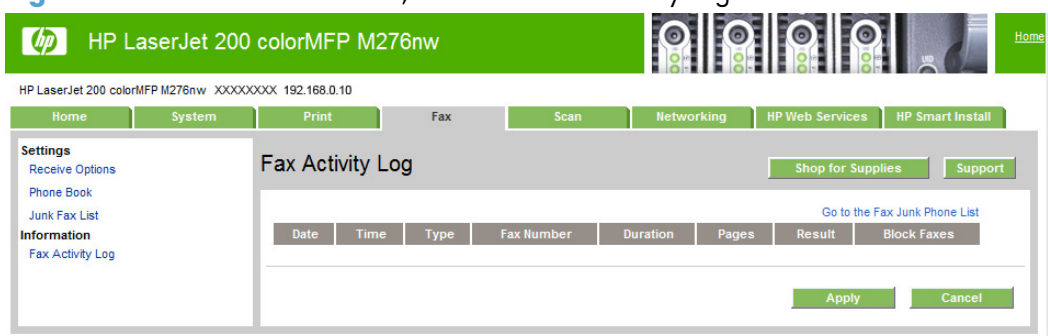 hp HP LaserJet 200 colorMFP M276nw
Home
HP LaserJet 200 colorMFP M276nw XXXXXXXX 192.168.0.10
Home System Print Fax Scan Networking HP Web Services HP Smart Install
Settings
Receive Options
Phone Book
Junk Fax List
Information
Fax Activity Log
Fax Activity Log
Shop for Supplies Support
Go to the Fax Junk Phone List
Date Time Type Fax Number Duration Pages Result Block Faxes
Apply Cancel